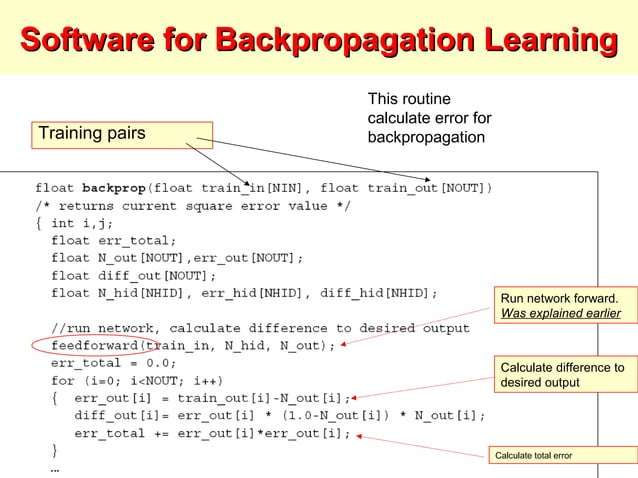 Software for Backpropagation Learning
This routine
calculate error for
backpropagation
Training pairs
float backprop(float train_in[NIN], float train_out[NOUT])
/* returns current square error value */
{ int i,j;
float err_total;
float N_out[NOUT],err_out[NOUT];
float diff_out[NOUT];
float N_hid[NHID], err_hid[NHID], diff_hid[NHID];
Run network forward.
Was explained earlier
//run network, calculate difference to desired output
feedforward(train_in, N_hid, N_out);
err_total = 0.0;
for (i=0; i<NOUT; i++)
{ err_out[i] = train_out[i]-N_out[i];
diff_out[i]= err_out[i] * (1.0-N_out[i]) * N_out[i];
err_total += err_out[i]*err_out[i];
}
…
Calculate difference to
desired output
Calculate total error